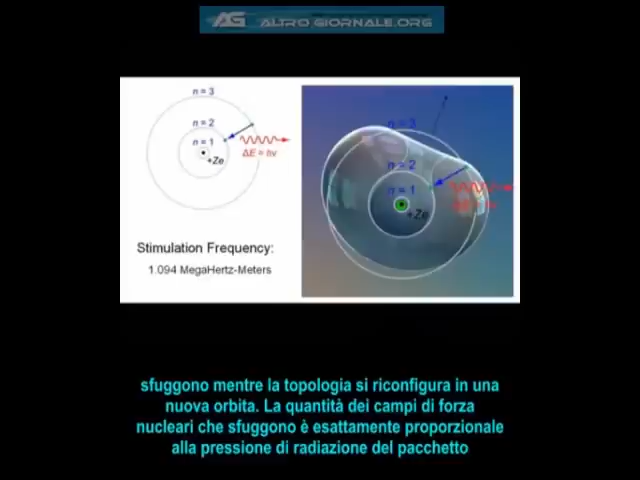 AG ALTRO GIORNALE.ORG
n = 3
n = 2
n = 1
+Ze
ΔE = hν
Stimulation Frequency:
1.094 MegaHertz-Meters
n = 3
n = 2
n = 1
+Ze
sfuggono mentre la topologia si riconfigura in una
nuova orbita. La quantità dei campi di forza
nucleari che sfuggono è esattamente proporzionale
alla pressione di radiazione del pacchetto